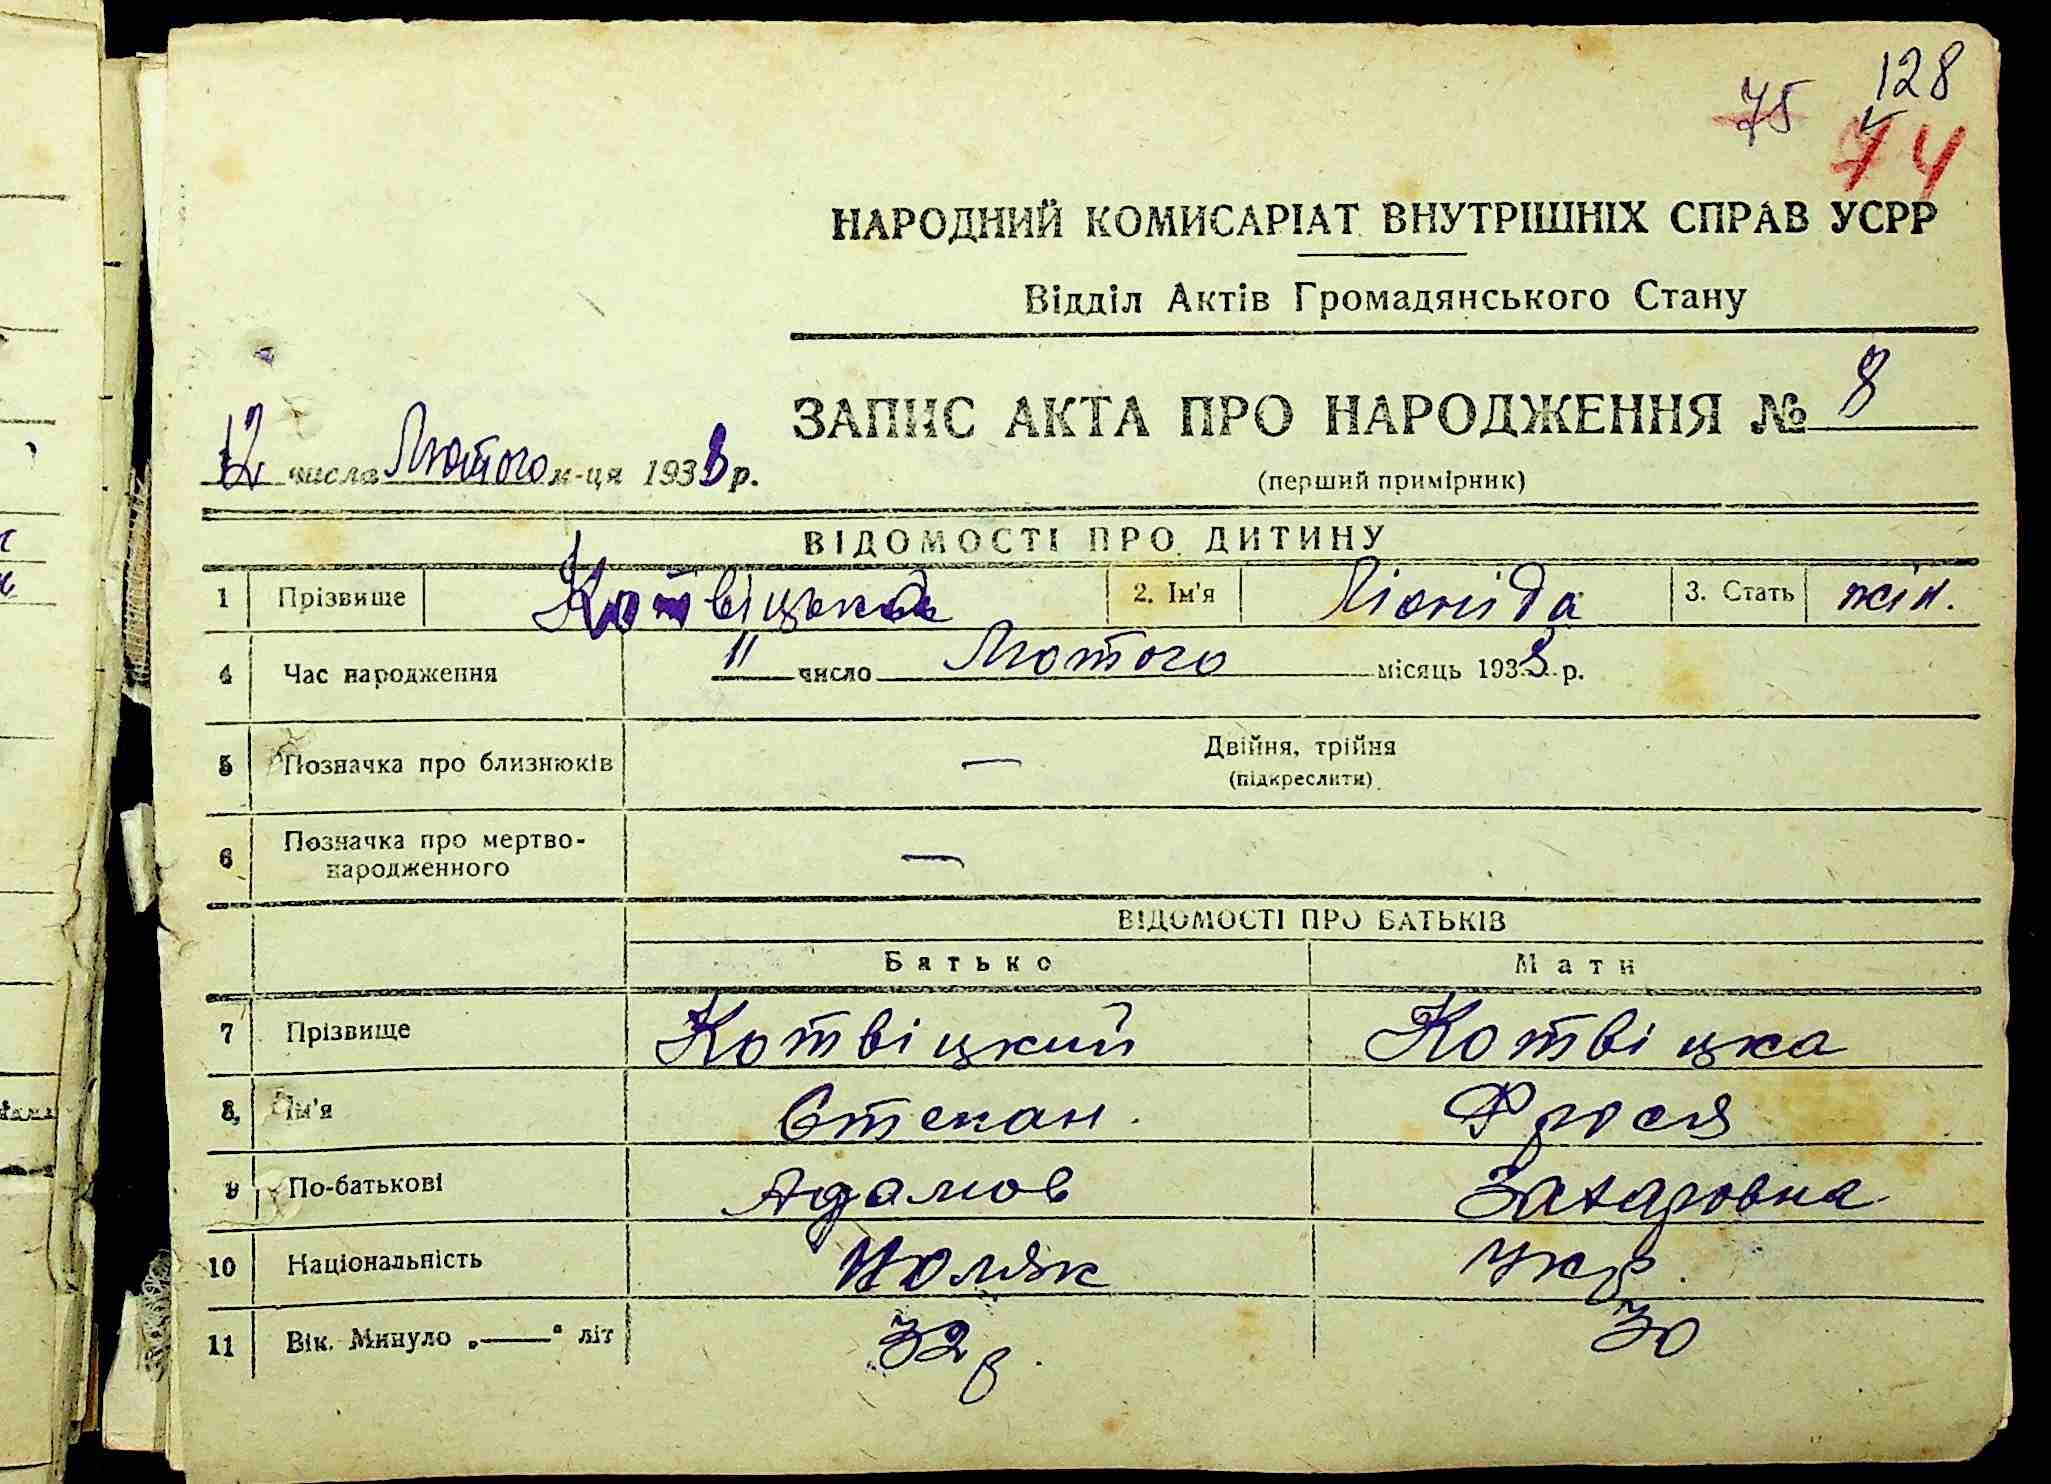 128
75
74
НАРОДНИЙ КОМИСАРІАТ ВНУТРІШНІХ СПРАВ УСРР
Відділ Актів Громадянського Стану
ЗАПИС АКТА ПРО НАРОДЖЕННЯ № 8
12 числа Лютого м-ця 1938 р.
(перший примірник)
ВІДОМОСТІ ПРО ДИТИНУ
1 Прізвище Котвіцька 2. Ім'я Ліоніда 3. Стать жін.
4 Час народження 11 число Лютого місяць 1938 р.
5 Позначка про близнюків — Двійня, трійня
(підкреслити)
6 Позначка про мертво-
народженного —
ВІДОМОСТІ ПРО БАТЬКІВ
Батько Мати
7 Прізвище Котвіцкий Котвіцка
8, Ім'я Степан. Фрося
9 По-батькові Адамов Захаровна
10 Національність Поляк Укр.
11 Вік. Минуло „—" літ 32 р. 30